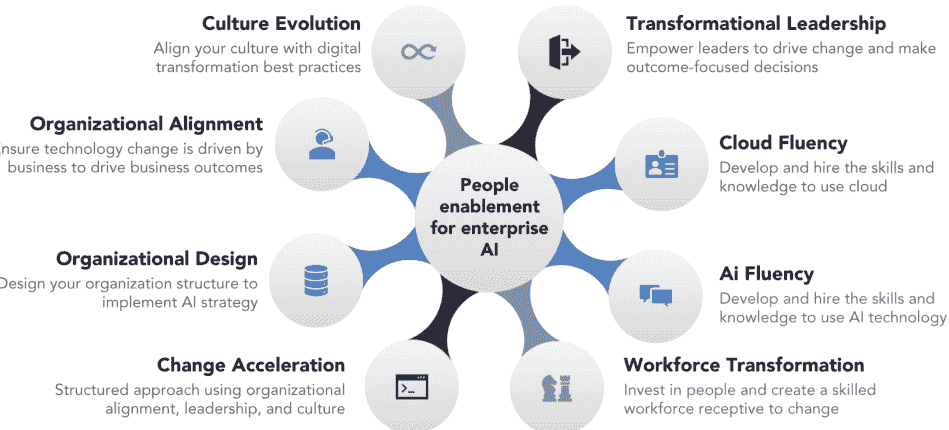 Culture Evolution
Align your culture with digital
transformation best practices
Transformational Leadership
Empower leaders to drive change and make
outcome-focused decisions
Organizational Alignment
technology change is driven by
business to drive business outcomes
Cloud Fluency
Develop and hire the skills and
knowledge to use cloud
People
enablement
for enterprise
AI
Organizational Design
Design your organization structure to
implement AI strategy
Ai Fluency
Develop and hire the skills and
knowledge to use AI technology
Change Acceleration
Structured approach using organizational
alignment, leadership, and culture
Workforce Transformation
Invest in people and create a skilled
workforce receptive to change